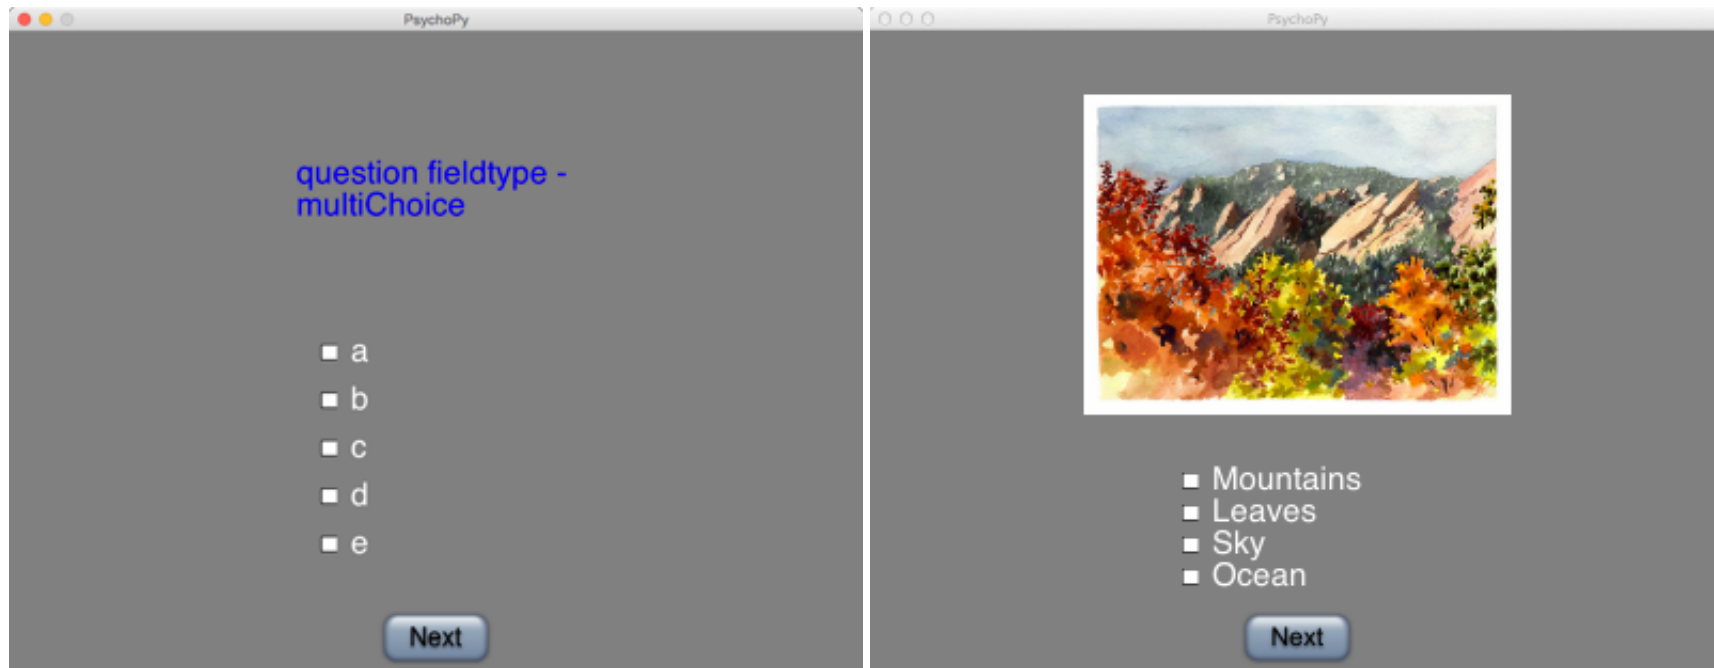 PsychoPy
question fieldtype -
multiChoice
a
b
c
d
e
Next
PsychoPy
Mountains
Leaves
Sky
Ocean
Next